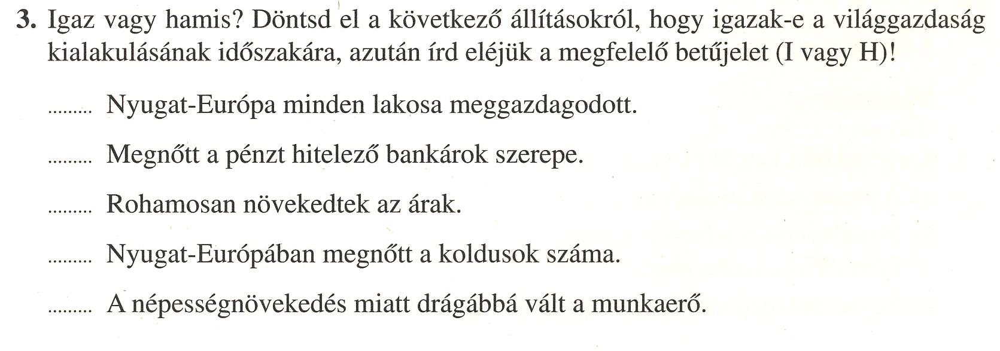 3. Igaz vagy hamis? Döntsd el a következő állításokról, hogy igazak-e a világgazdaság
kialakulásának időszakára, azután írd eléjük a megfelelő betűjelet (I vagy H)!
......... Nyugat-Európa minden lakosa meggazdagodott.
......... Megnőtt a pénzt hitelező bankárok szerepe.
......... Rohamosan növekedtek az árak.
......... Nyugat-Európában megnőtt a koldusok száma.
......... A népességnövekedés miatt drágábbá vált a munkaerő.